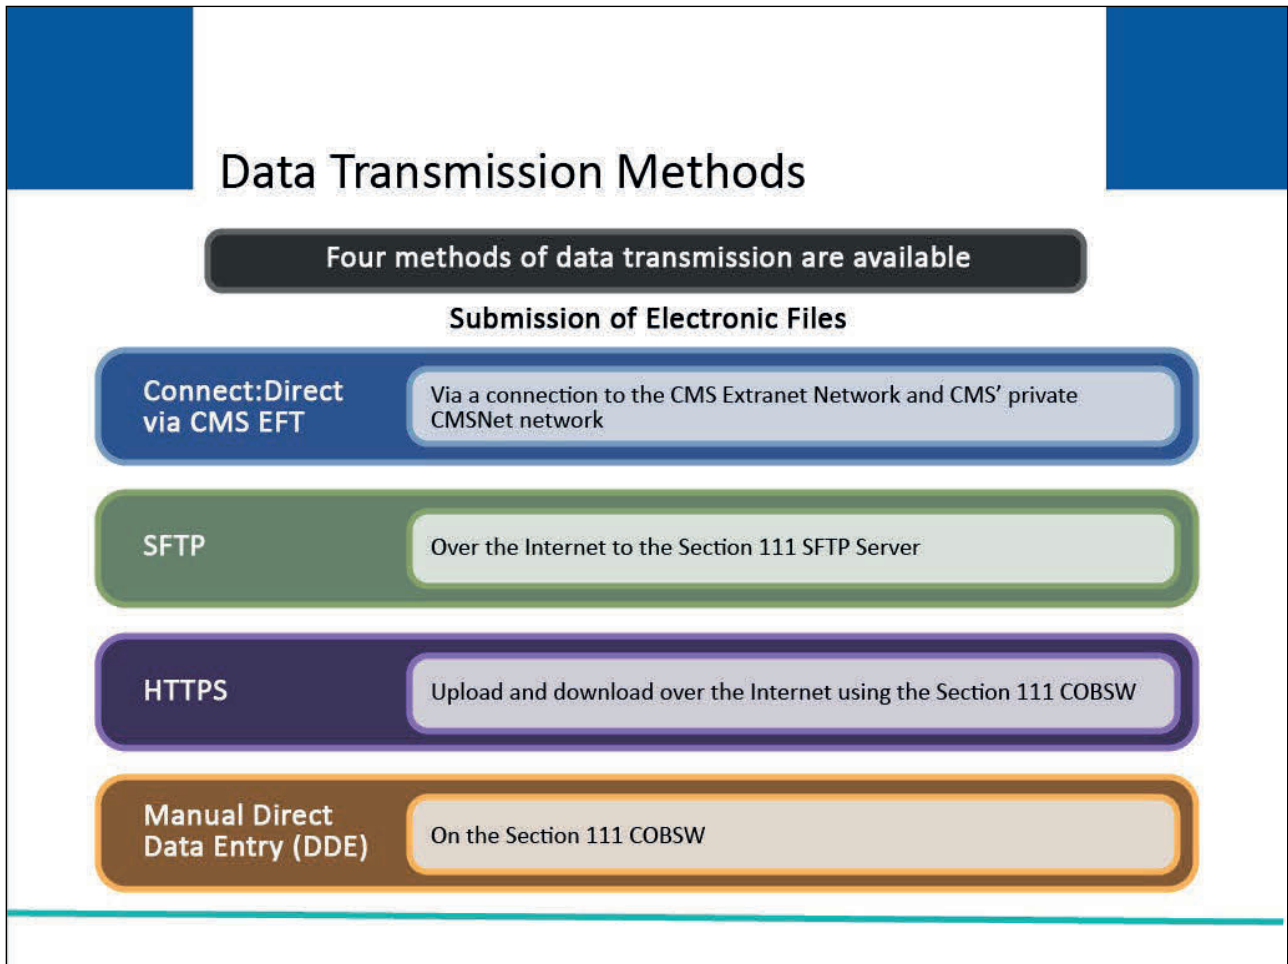 Data Transmission Methods
Four methods of data transmission are available
Submission of Electronic Files
Connect:Direct
via CMS EFT
Via a connection to the CMS Extranet Network and CMS’ private
CMSNet network
SFTP
Over the Internet to the Section 111 SFTP Server
HTTPS
Upload and download over the Internet using the Section 111 COBSW
Manual Direct
Data Entry (DDE)
On the Section 111 COBSW